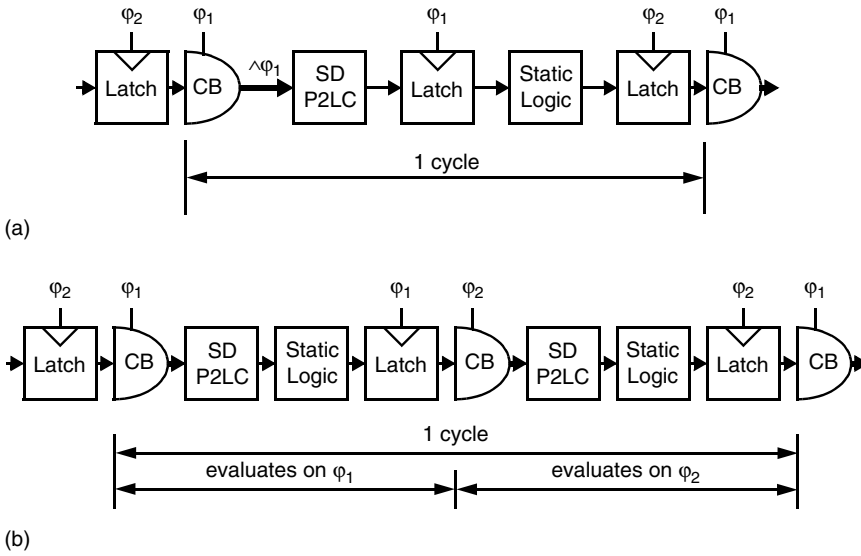 φ2 φ1 φ1 φ2 φ1
^φ1
Latch CB SD P2LC Latch Static Logic Latch CB
1 cycle
(a)
φ2 φ1 φ1 φ2 φ2 φ1
Latch CB SD P2LC Static Logic Latch CB SD P2LC Static Logic Latch CB
1 cycle
evaluates on φ1 evaluates on φ2
(b)